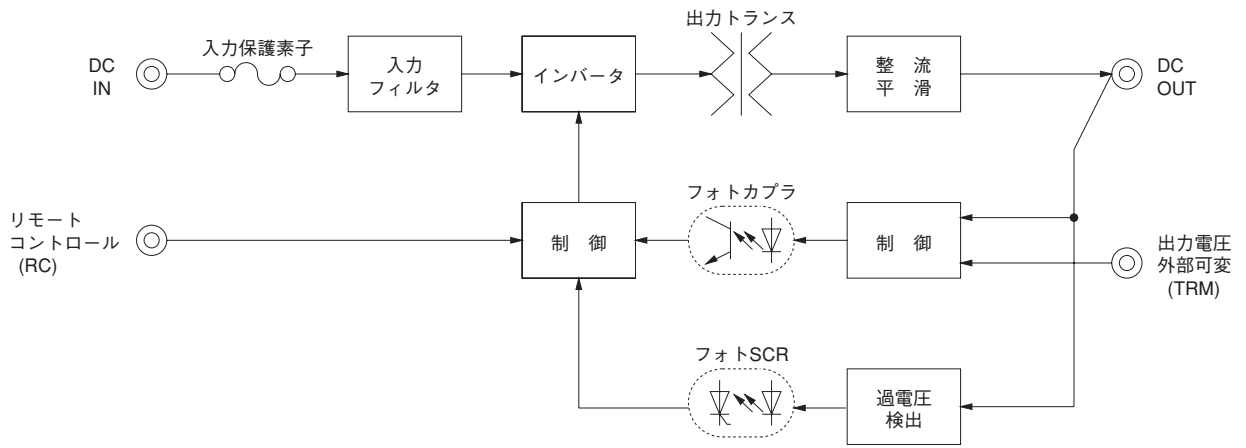 出力トランス
入力保護素子
DC
IN
入力
フィルタ
インバータ
整 流
平 滑
DC
OUT
フォトカプラ
リモート
コントロール
(RC)
制 御
制 御
出力電圧
外部可変
(TRM)
フォトSCR
過電圧
検出